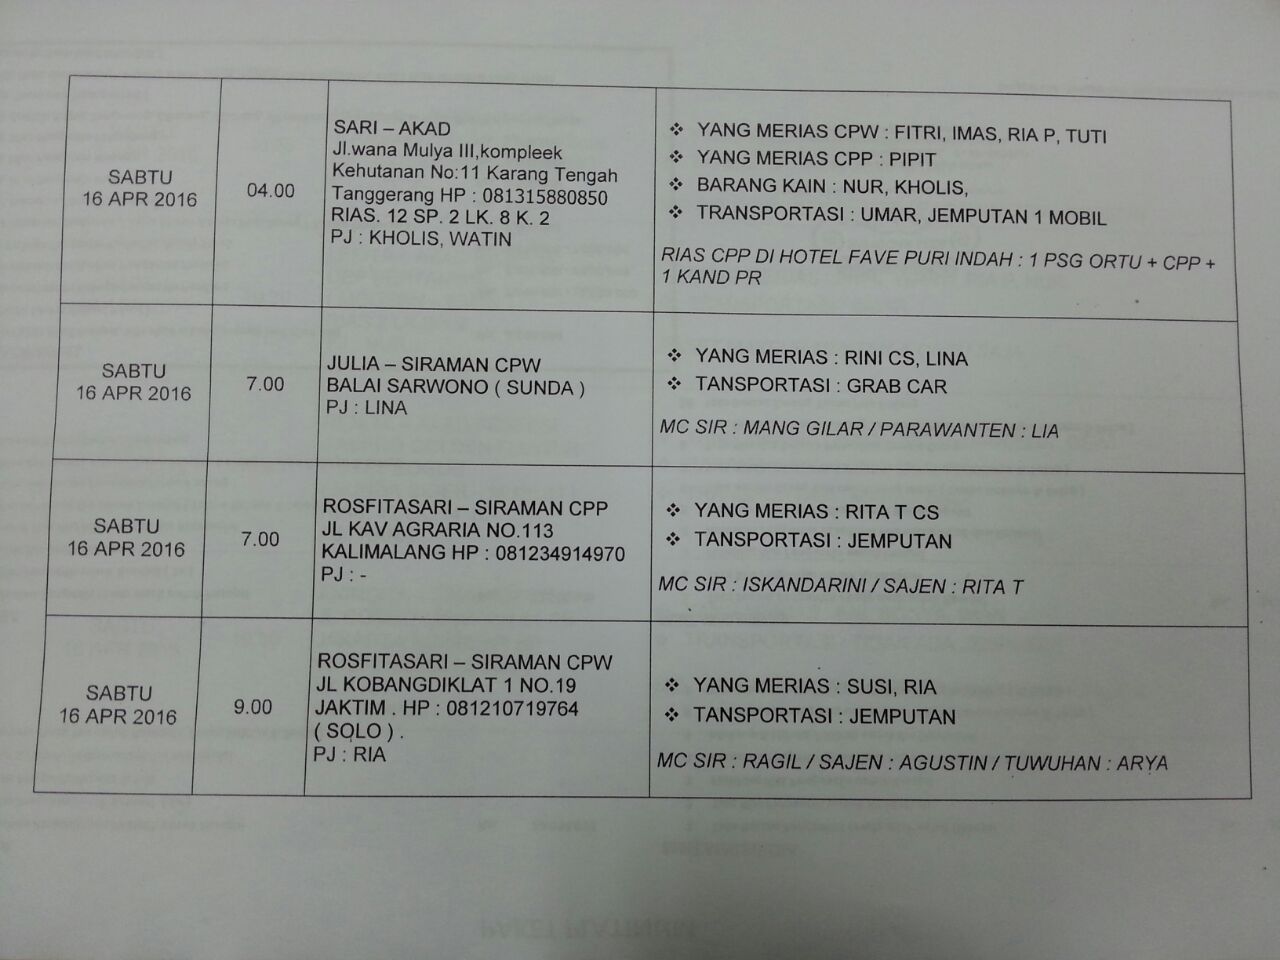 SABTU
16 APR 2016
04.00
SARI – AKAD
Jl.wana Mulya III,kompleek
Kehutanan No:11 Karang Tengah
Tanggerang HP : 081315880850
RIAS. 12 SP. 2 LK. 8 K. 2
PJ : KHOLIS, WATIN
❖ YANG MERIAS CPW : FITRI, IMAS, RIA P, TUTI
❖ YANG MERIAS CPP : PIPIT
❖ BARANG KAIN : NUR, KHOLIS,
❖ TRANSPORTASI : UMAR, JEMPUTAN 1 MOBIL
RIAS CPP DI HOTEL FAVE PURI INDAH : 1 PSG ORTU + CPP +
1 KAND PR
SABTU
16 APR 2016
7.00
JULIA – SIRAMAN CPW
BALAI SARWONO ( SUNDA )
PJ : LINA
❖ YANG MERIAS : RINI CS, LINA
❖ TANSPORTASI : GRAB CAR
MC SIR : MANG GILAR / PARAWANTEN : LIA
SABTU
16 APR 2016
7.00
ROSFITASARI – SIRAMAN CPP
JL KAV AGRARIA NO.113
KALIMALANG HP : 081234914970
PJ : -
❖ YANG MERIAS : RITA T CS
❖ TANSPORTASI : JEMPUTAN
MC SIR : ISKANDARINI / SAJEN : RITA T
SABTU
16 APR 2016
9.00
ROSFITASARI – SIRAMAN CPW
JL KOBANGDIKLAT 1 NO.19
JAKTIM . HP : 081210719764
( SOLO ) .
PJ : RIA
❖ YANG MERIAS : SUSI, RIA
❖ TANSPORTASI : JEMPUTAN
MC SIR : RAGIL / SAJEN : AGUSTIN / TUWUHAN : ARYA
PAKET PLATINUM